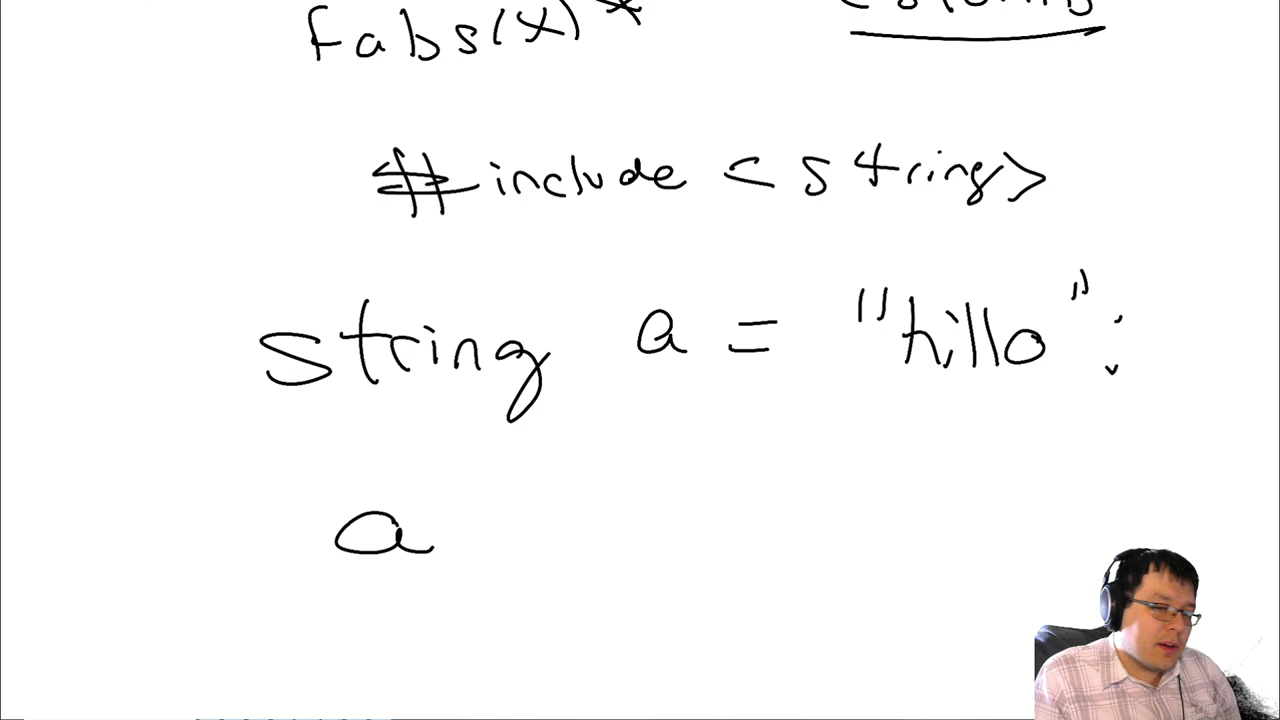 fabs(x)*
#include <string>
string a = "hillo";
a